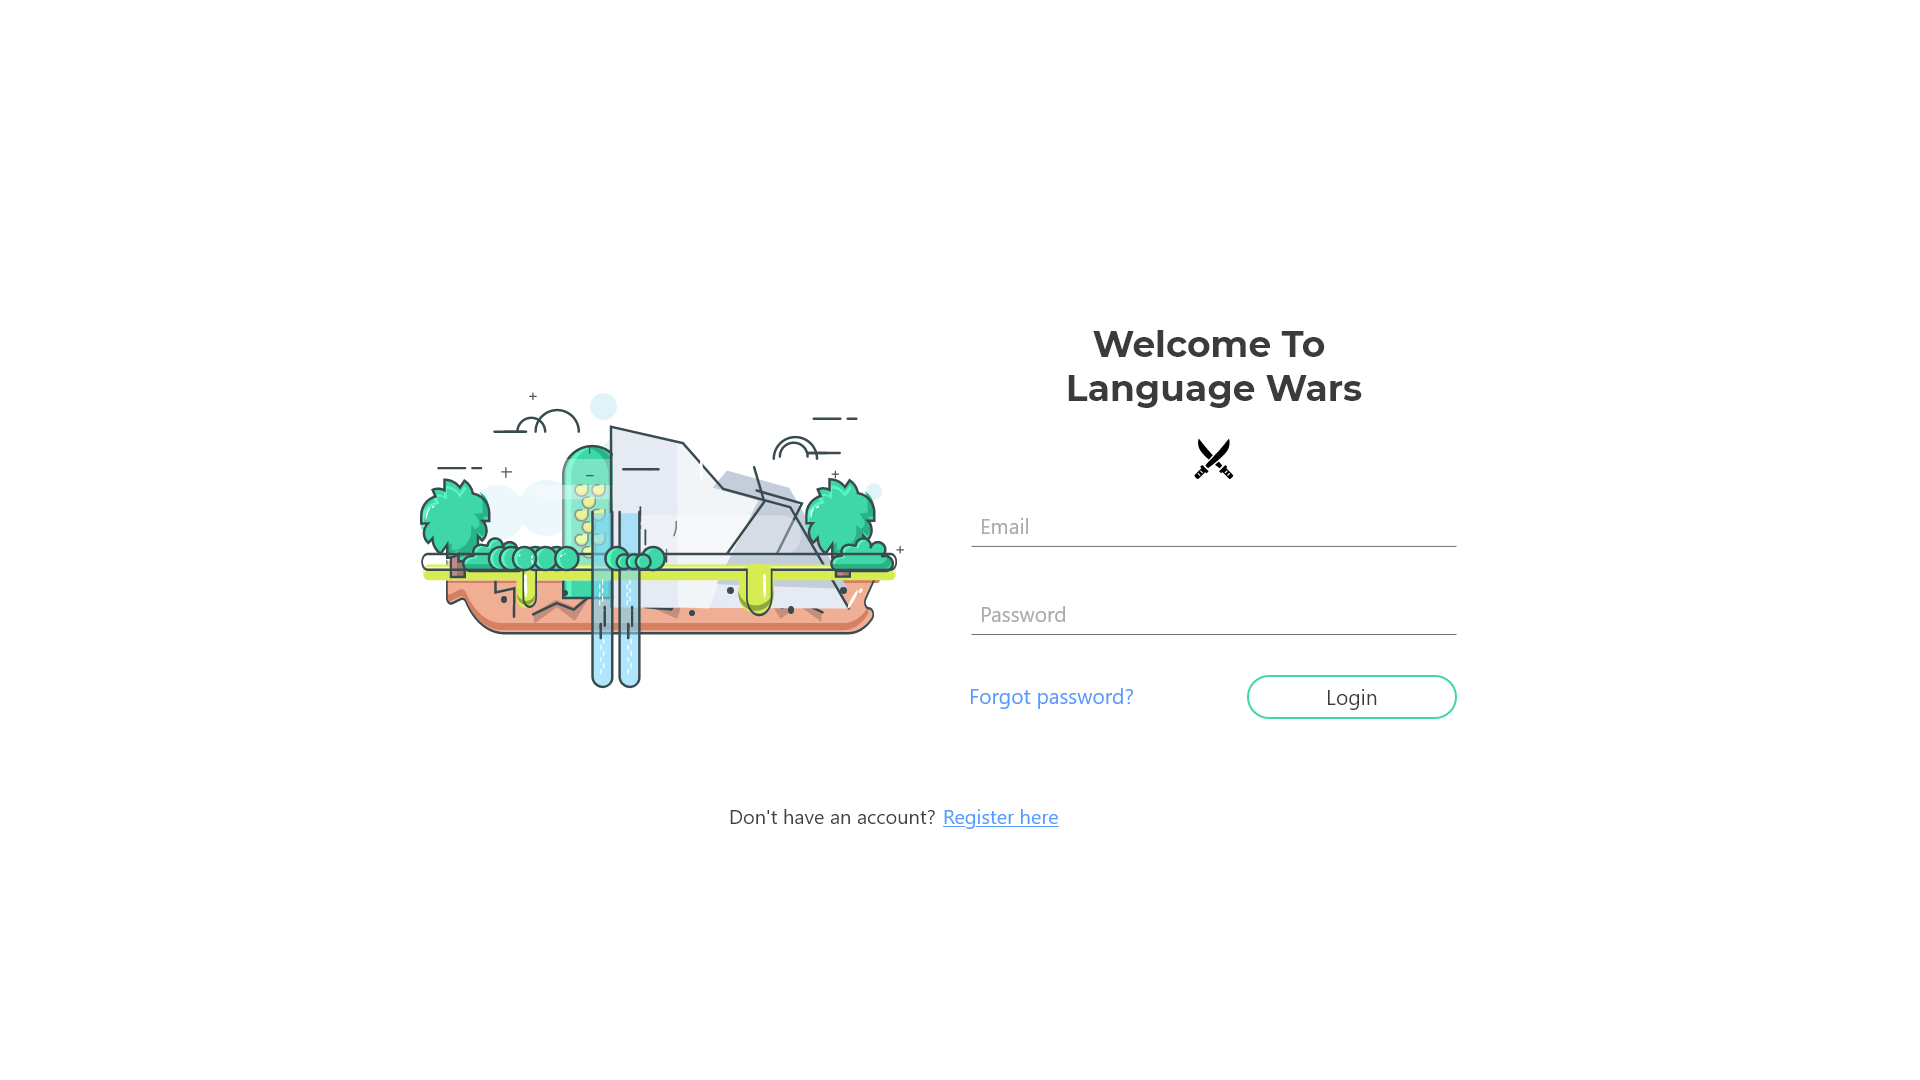 Welcome To
Language Wars
Email
Password
Forgot password?
Login
Don't have an account? Register here